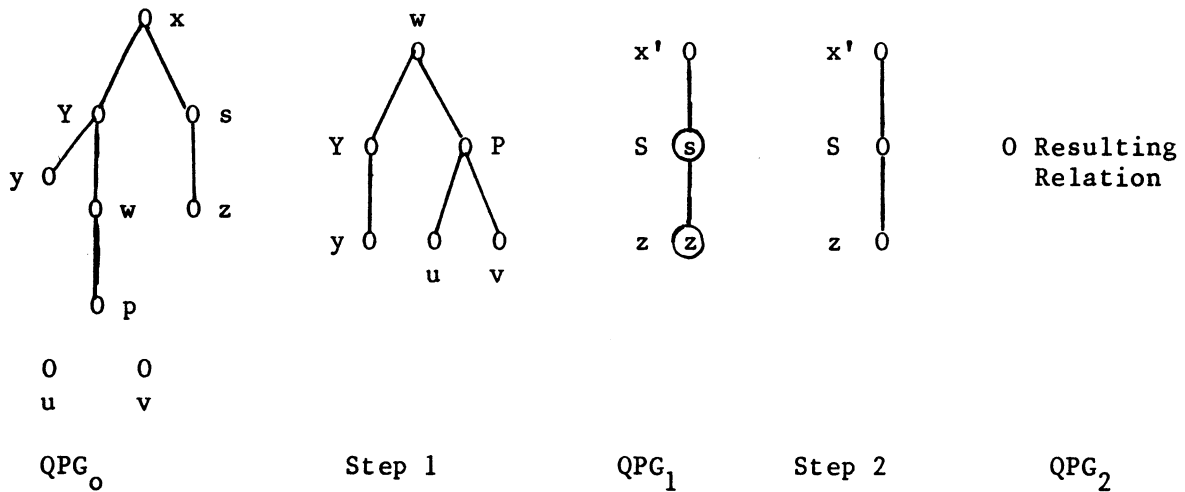 x
Y
s
y
w
z
p
u v
QPG₀
w
Y P
y
u v
Step 1
x'
S s
z z
QPG₁
x'
S
z
Step 2
Resulting
Relation
QPG₂